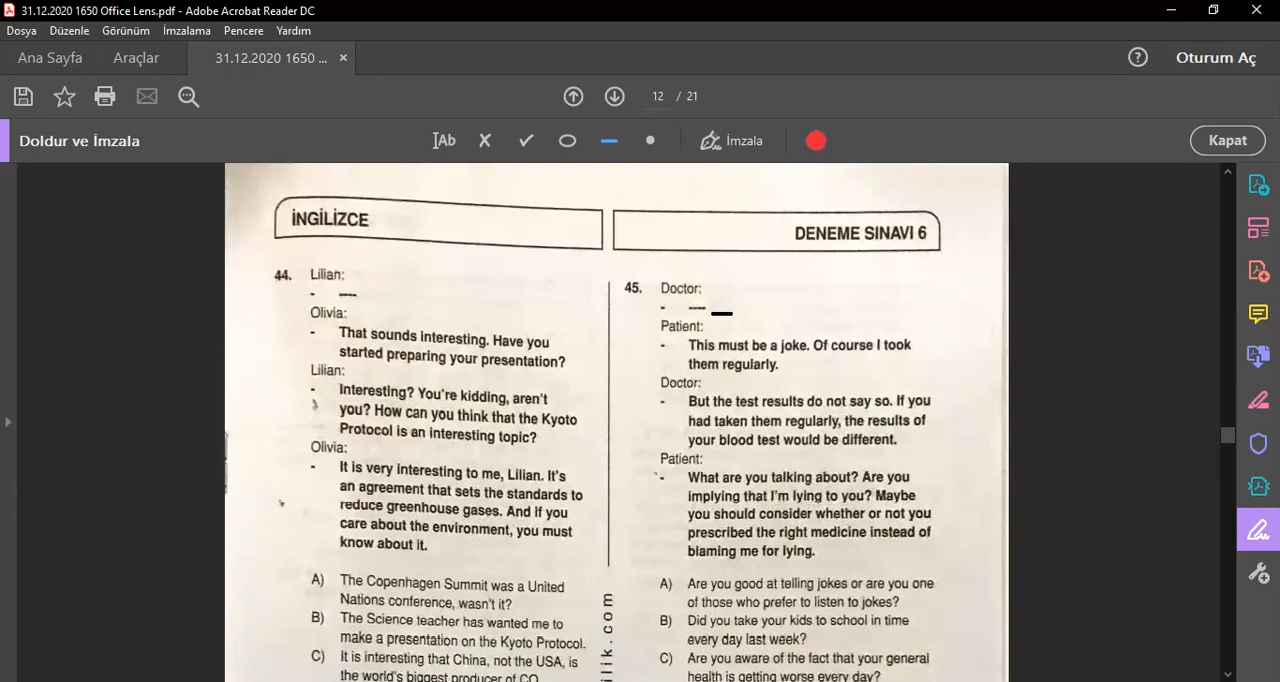 31.12.2020 1650 Office Lens.pdf - Adobe Acrobat Reader DC
Dosya Düzenle Görünüm İmzalama Pencere Yardım
Ana Sayfa Araçlar 31.12.2020 1650 ... × ? Oturum Aç
12 / 21
Doldur ve İmzala Ab İmzala Kapat
İNGİLİZCE
DENEME SINAVI 6
44. Lilian:
- ---
Olivia:
- That sounds interesting. Have you
started preparing your presentation?
Lilian:
- Interesting? You're kidding, aren't
you? How can you think that the Kyoto
Protocol is an interesting topic?
Olivia:
- It is very interesting to me, Lilian. It's
an agreement that sets the standards to
reduce greenhouse gases. And if you
care about the environment, you must
know about it.
A) The Copenhagen Summit was a United
Nations conference, wasn't it?
B) The Science teacher has wanted me to
make a presentation on the Kyoto Protocol.
C) It is interesting that China, not the USA, is
the world's biggest producer of CO
ilik.com
45. Doctor:
- ---
Patient:
- This must be a joke. Of course I took
them regularly.
Doctor:
- But the test results do not say so. If you
had taken them regularly, the results of
your blood test would be different.
Patient:
- What are you talking about? Are you
implying that I'm lying to you? Maybe
you should consider whether or not you
prescribed the right medicine instead of
blaming me for lying.
A) Are you good at telling jokes or are you one
of those who prefer to listen to jokes?
B) Did you take your kids to school in time
every day last week?
C) Are you aware of the fact that your general
health is getting worse every day?